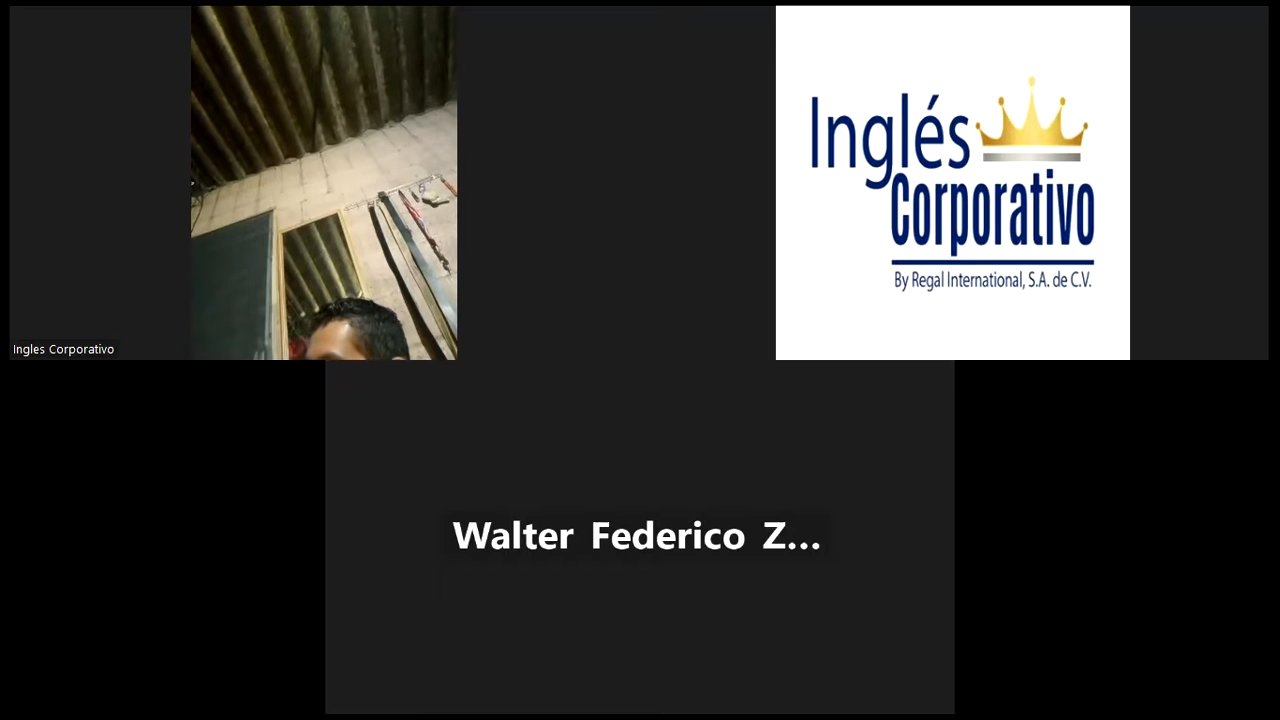 Inglés
Corporativo
By Regal International, S.A. de C.V.
Ingles Corporativo
Walter Federico Z...